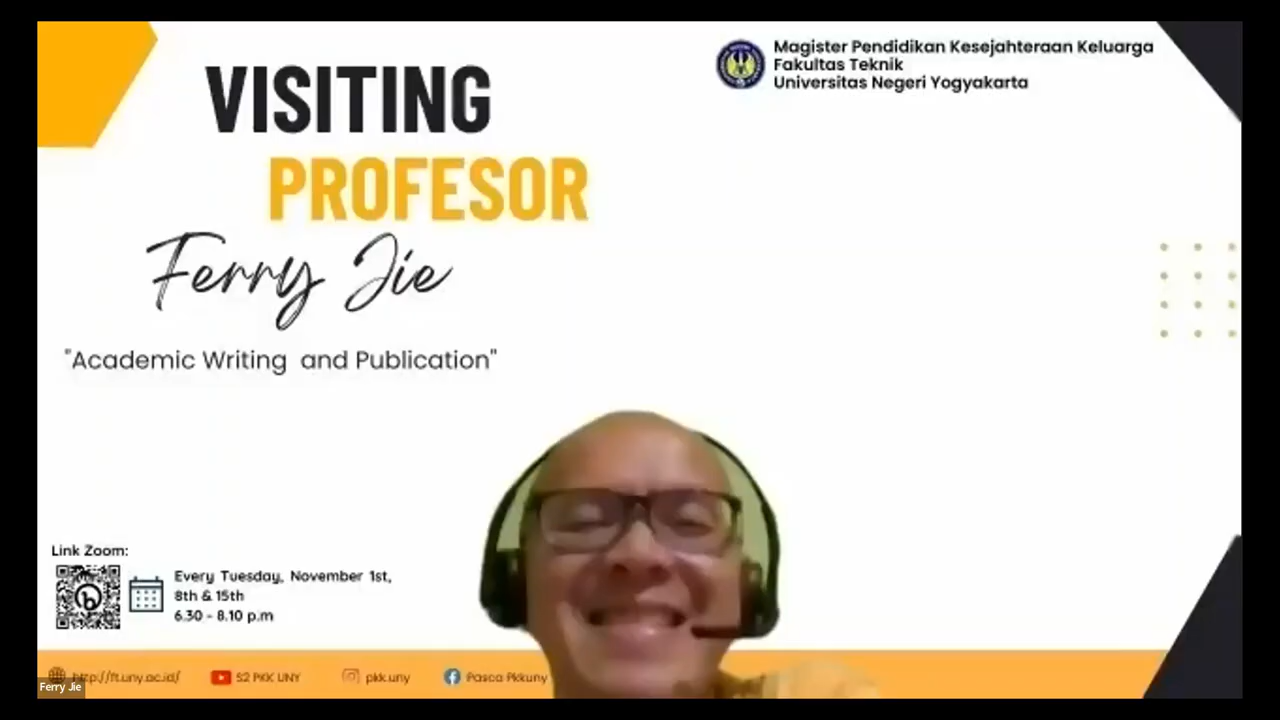 VISITING
PROFESOR
Ferry Jie
"Academic Writing and Publication"
Magister Pendidikan Kesejahteraan Keluarga
Fakultas Teknik
Universitas Negeri Yogyakarta
Link Zoom:
Every Tuesday, November 1st,
8th & 15th
6.30 - 8.10 p.m
http://ft.uny.ac.id/
S2 PKK UNY
pkk.uny
Pasca Pkkuny
Ferry Jie